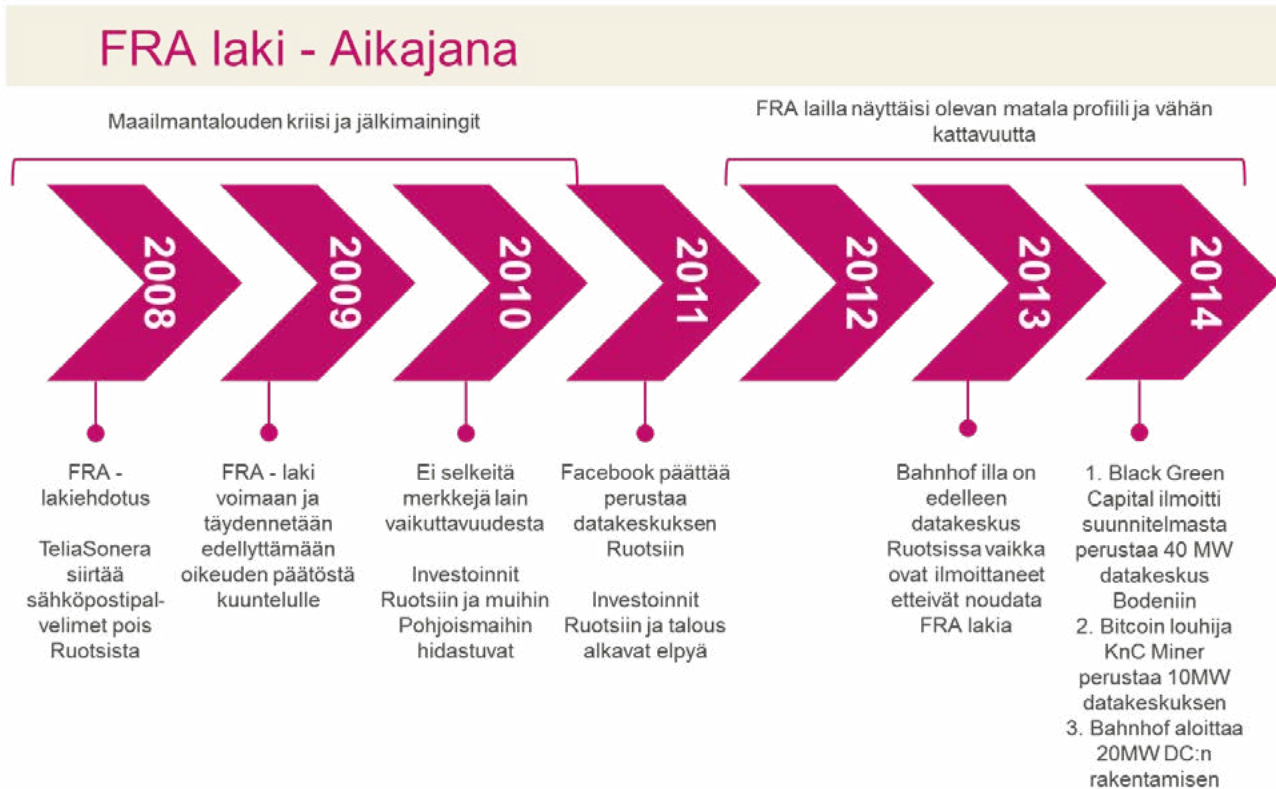 FRA laki - Aikajana
Maailmantalouden kriisi ja jälkimainingit
FRA lailla näyttäisi olevan matala profiili ja vähän
kattavuutta
2008
2009
2010
2011
2012
2013
2014
FRA -
lakiehdotus
TeliaSonera
siirtää
sähköpostipal-
velimet pois
Ruotsista
FRA - laki
voimaan ja
täydennetään
edellyttämään
oikeuden päätöstä
kuuntelulle
Ei selkeitä
merkkejä lain
vaikuttavuudesta
Investoinnit
Ruotsiin ja muihin
Pohjoismaihin
hidastuvat
Facebook päättää
perustaa
datakeskuksen
Ruotsiin
Investoinnit
Ruotsiin ja talous
alkavat elpyä
Bahnhof illa on
edelleen
datakeskus
Ruotsissa vaikka
ovat ilmoittaneet
etteivät noudata
FRA lakia
1. Black Green
Capital ilmoitti
suunnitelmasta
perustaa 40 MW
datakeskus
Bodeniin
2. Bitcoin louhija
KnC Miner
perustaa 10MW
datakeskuksen
3. Bahnhof aloittaa
20MW DC:n
rakentamisen